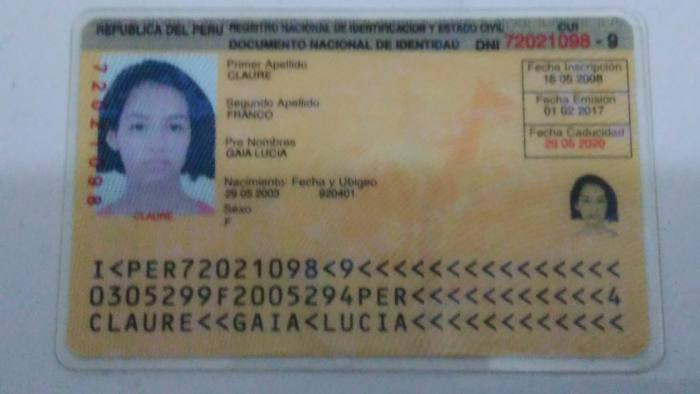 REPUBLICA DEL PERU REGISTRO NACIONAL DE IDENTIFICACION Y ESTADO CIVIL CUI
DOCUMENTO NACIONAL DE IDENTIDAD DNI 72021098 - 9
72021098
Primer Apellido
CLAURE
Segundo Apellido
FRANCO
Pre Nombres
GAIA LUCIA
Nacimiento: Fecha y Ubigeo
29 05 2003 920401
Sexo
F
Fecha Inscripción
16 05 2008
Fecha Emisión
01 02 2017
Fecha Caducidad
29 05 2020
CLAURE
I<PER72021098<9<<<<<<<<<<<<<<<
0305299F2005294PER<<<<<<<<<<<4
CLAURE<<GAIA<LUCIA<<<<<<<<<<<<